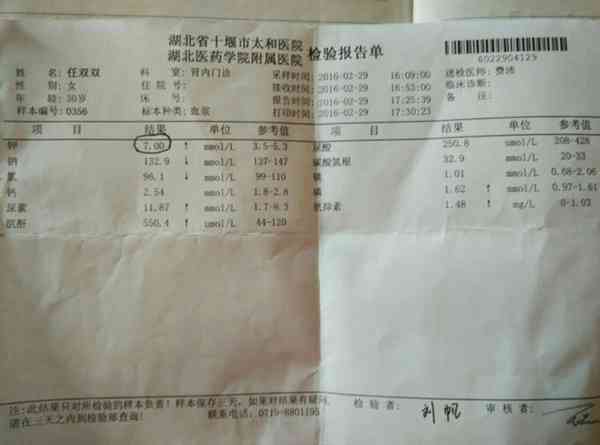 湖北省十堰市太和医院
湖北医药学院附属医院 检验报告单
6022904129
姓 名: 任双双 科 室: 肾内门诊 采样时间: 2016-02-29 16:09:00 送检医师: 费沛
性 别: 女 住 院 号: 接收时间: 2016-02-29 16:53:00 临床诊断:
年 龄: 30岁 床 号: 报告时间: 2016-02-29 17:25:39 备 注:
样本编号: 0356 标本种类: 血浆 打印时间: 2016-02-29 17:30:23
项 目 结果 单位 参考值 项 目 结果 单位 参考值
钾 7.00 ↑ mmol/L 3.5-5.3 尿酸 250.8 umol/L 208-428
钠 132.9 ↓ mmol/L 137-147 碳酸氢根 32.9 mmol/L 20-33
氯 96.1 ↓ mmol/L 99-110 镁 1.01 mmol/L 0.68-2.06
钙 2.54 mmol/L 1.8-2.8 磷 1.62 ↑ mmol/L 0.97-1.61
尿素 11.87 ↑ mmol/L 1.7-8.3 胱抑素 1.48 ↑ mg/L 0-1.03
肌酐 550.4 ↑ umol/L 44-120
注:此结果只对所检验的样本负责!样本保存三天,如果对结果有疑问,
请在三天之内到检验部查询! 联系电话: 0719-8801195 检 验 者: 刘帆 审 核 者: